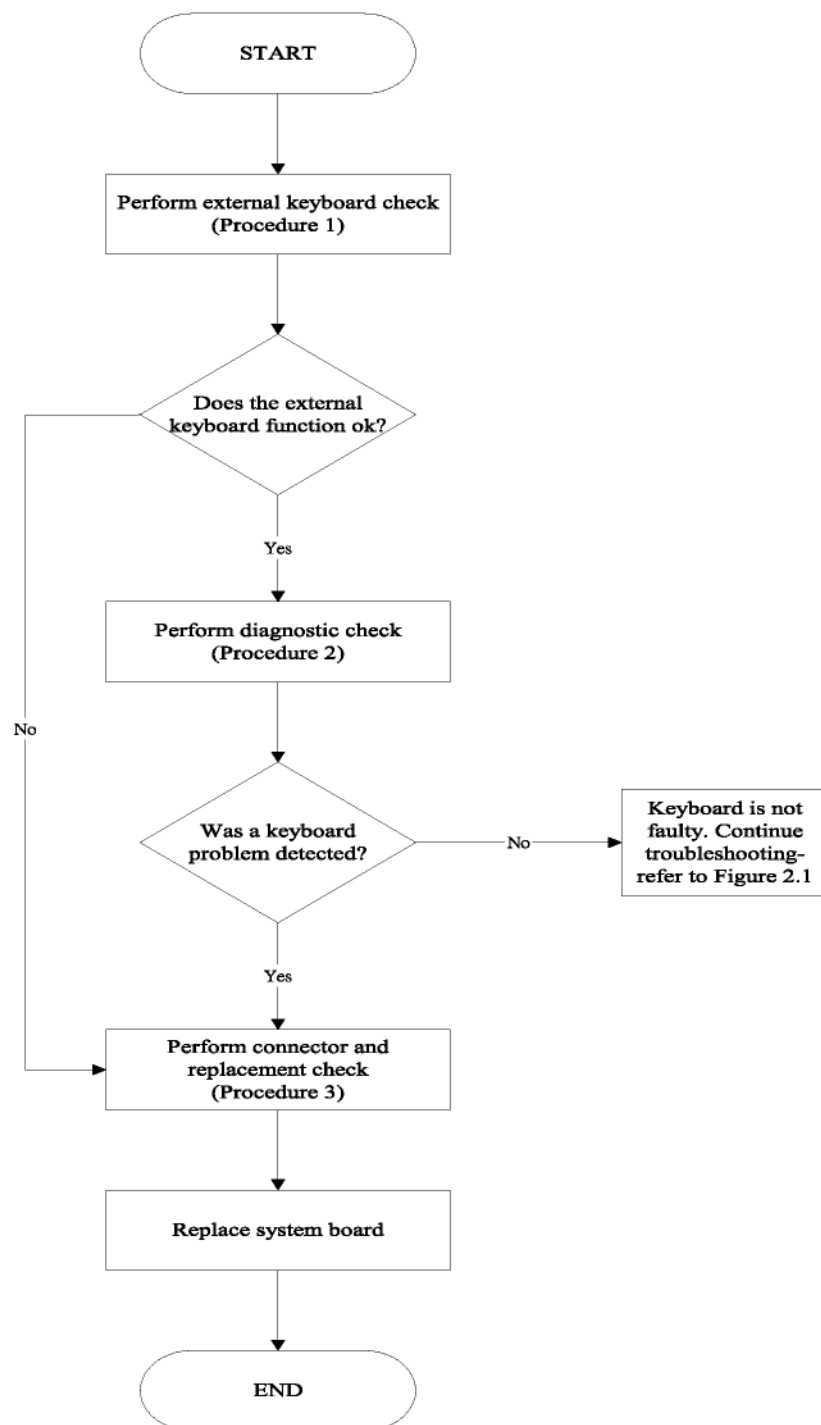 START
Perform external keyboard check
(Procedure 1)
Does the external
keyboard function ok?
Yes
Perform diagnostic check
(Procedure 2)
No
Was a keyboard
problem detected?
No
Keyboard is not
faulty. Continue
troubleshooting-
refer to Figure 2.1
Yes
Perform connector and
replacement check
(Procedure 3)
Replace system board
END